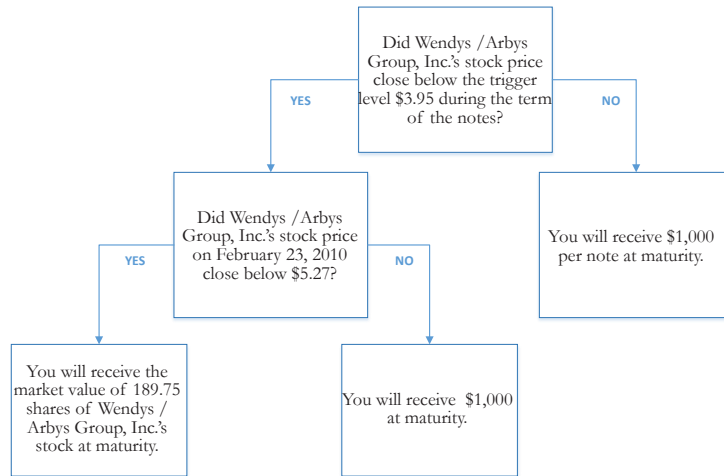 Did Wendys /Arbys
Group, Inc.'s stock price
close below the trigger
level $3.95 during the term
of the notes?
YES
NO
Did Wendys /Arbys
Group, Inc.'s stock price
on February 23, 2010
close below $5.27?
You will receive $1,000
per note at maturity.
YES
NO
You will receive the
market value of 189.75
shares of Wendys /
Arbys Group, Inc.'s
stock at maturity.
You will receive $1,000
at maturity.